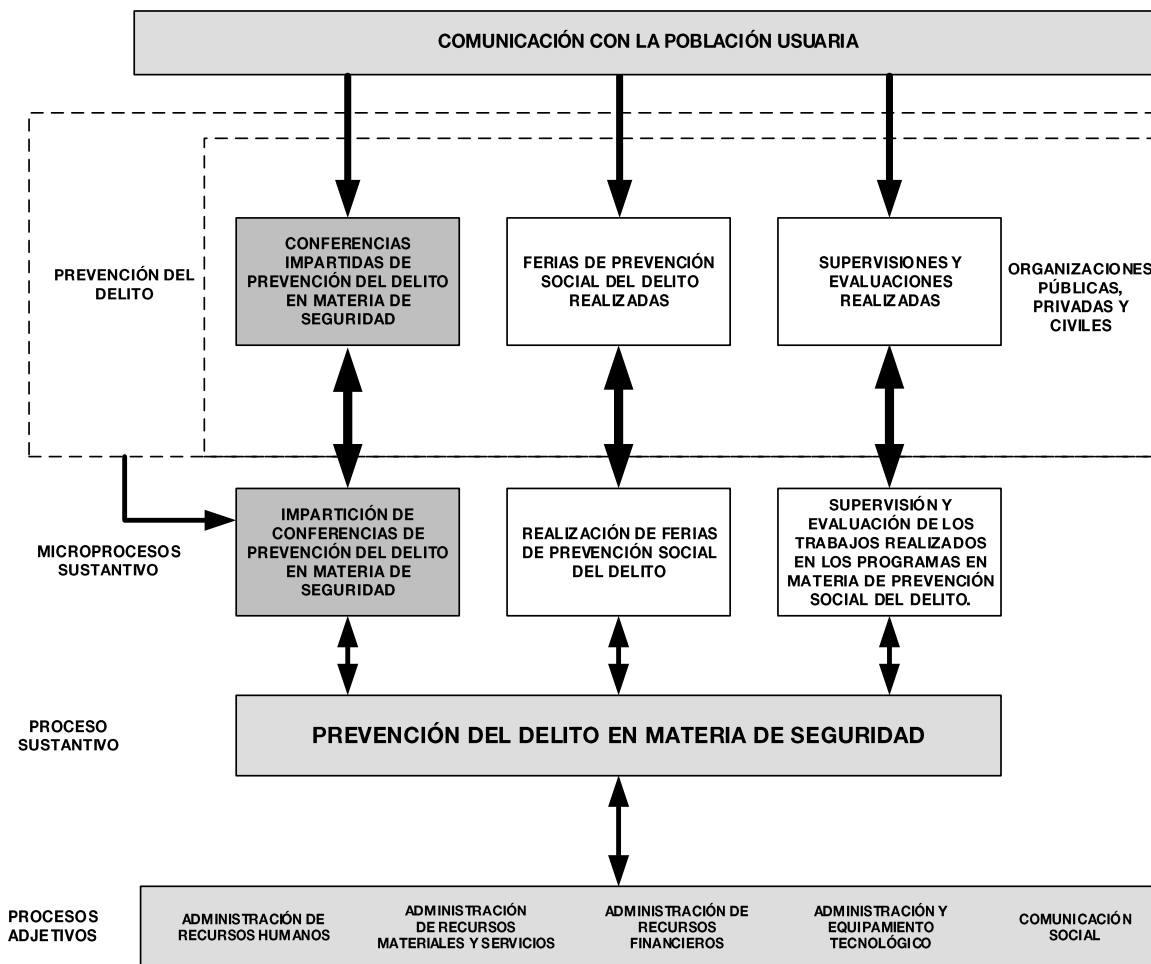 COMUNICACIÓN CON LA POBLACIÓN USUARIA
PREVENCIÓN DEL
DELITO
CONFERENCIAS
IMPARTIDAS DE
PREVENCIÓN DEL DELITO
EN MATERIA DE
SEGURIDAD
FERIAS DE PREVENCIÓN
SOCIAL DEL DELITO
REALIZADAS
SUPERVISIONES Y
EVALUACIONES
REALIZADAS
ORGANIZACIONES
PÚBLICAS,
PRIVADAS Y
CIVILES
MICROPROCESOS
SUSTANTIVO
IMPARTICIÓN DE
CONFERENCIAS DE
PREVENCIÓN DEL DELITO
EN MATERIA DE
SEGURIDAD
REALIZACIÓN DE FERIAS
DE PREVENCIÓN SOCIAL
DEL DELITO
SUPERVISIÓN Y
EVALUACIÓN DE LOS
TRABAJOS REALIZADOS
EN LOS PROGRAMAS EN
MATERIA DE PREVENCIÓN
SOCIAL DEL DELITO.
PROCESO
SUSTANTIVO
PREVENCIÓN DEL DELITO EN MATERIA DE SEGURIDAD
PROCESOS
ADJETIVOS
ADMINISTRACIÓN DE
RECURSOS HUMANOS
ADMINISTRACIÓN
DE RECURSOS
MATERIALES Y SERVICIOS
ADMINISTRACIÓN DE
RECURSOS
FINANCIEROS
ADMINISTRACIÓN Y
EQUIPAMIENTO
TECNOLÓGICO
COMUNICACIÓN
SOCIAL